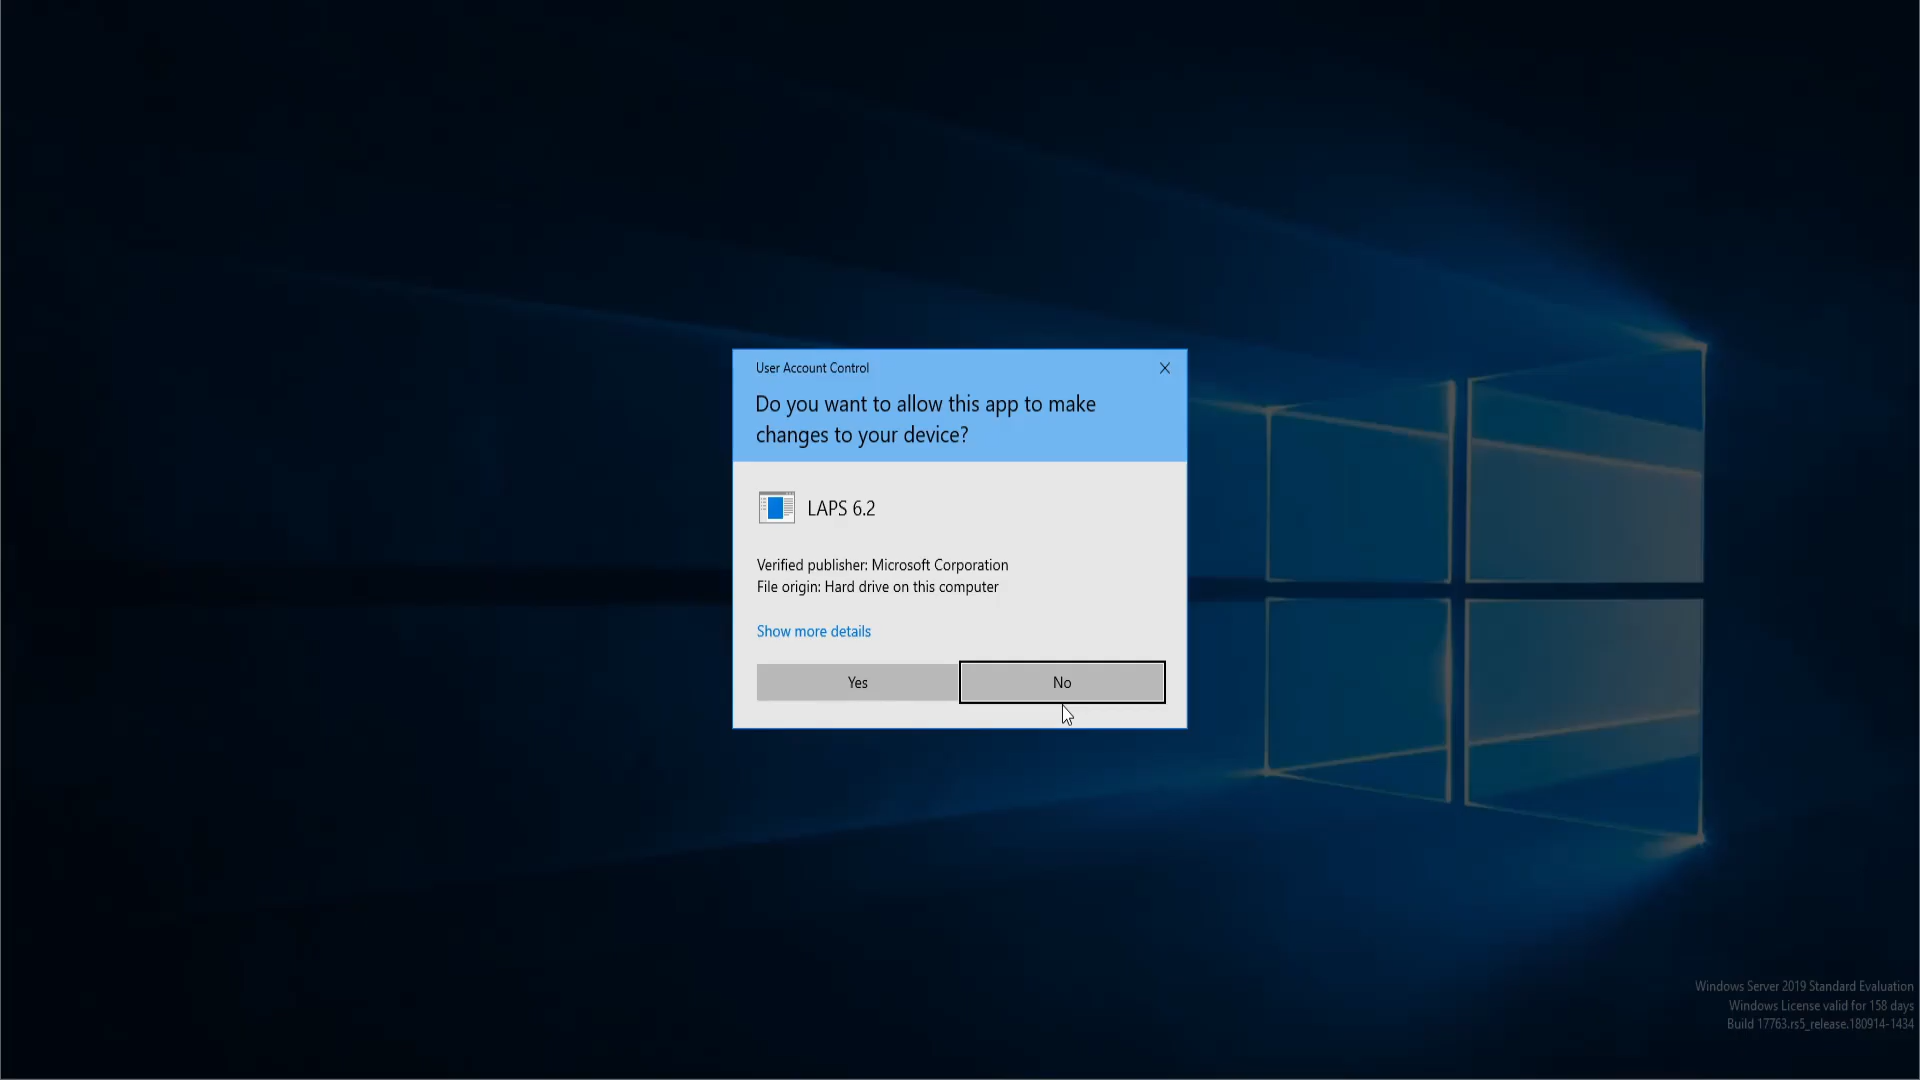 User Account Control
Do you want to allow this app to make
changes to your device?
LAPS 6.2
Verified publisher: Microsoft Corporation
File origin: Hard drive on this computer
Show more details
Yes
No
Windows Server 2019 Standard Evaluation
Windows License valid for 158 days
Build 17763.rs5_release.180914-1434